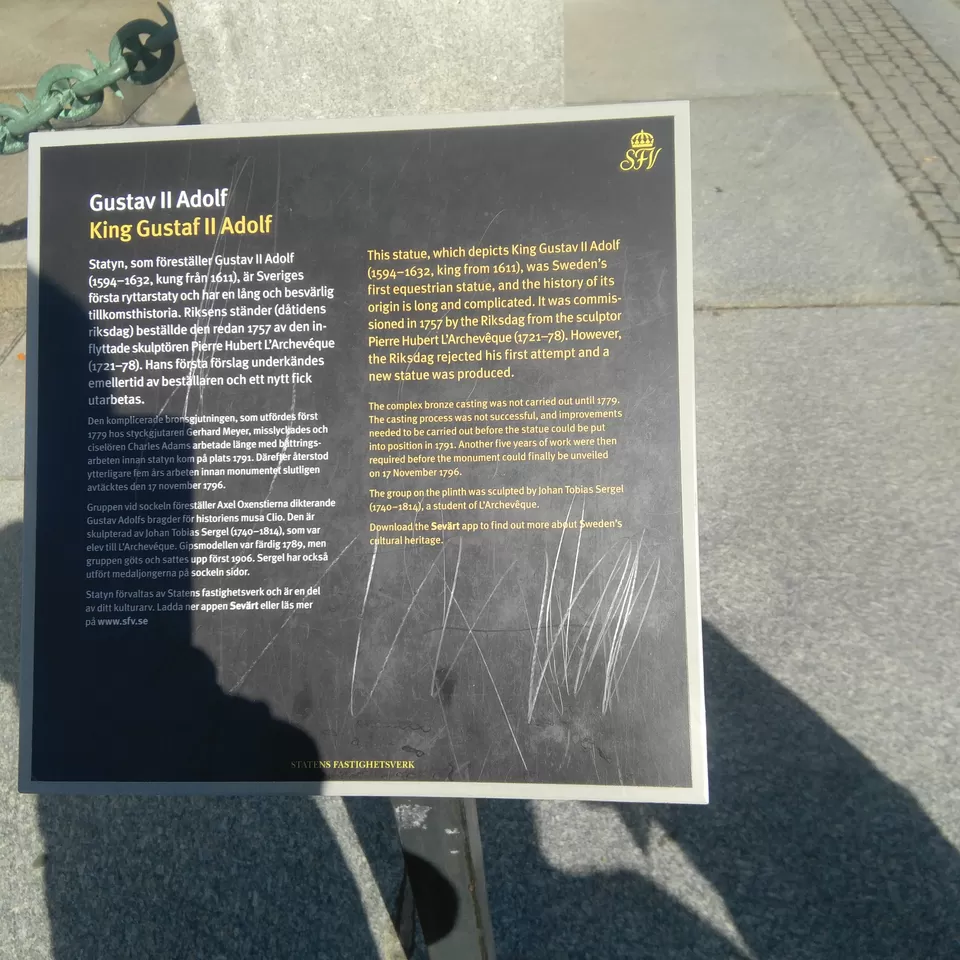 SFV
Gustav II Adolf
King Gustaf II Adolf
Statyn, som föreställer Gustav II Adolf
(1594–1632, kung från 1611), är Sveriges
första ryttarstaty och har en lång och besvärlig
tillkomsthistoria. Riksens ständer (dåtidens
riksdag) beställde den redan 1757 av den in-
flyttade skulptören Pierre Hubert L'Archevéque
(1721–78). Hans första förslag underkändes
emellertid av beställaren och ett nytt fick
utarbetas.
Den komplicerade bronsgjutningen, som utfördes först
1779 hos styckgjutaren Gerhard Meyer, misslyckades och
ciselören Charles Adams arbetade länge med bättrings-
arbeten innan statyn kom på plats 1791. Därefter återstod
ytterligare fem års arbeten innan monumentet slutligen
avtäcktes den 17 november 1796.
Gruppen vid sockeln föreställer Axel Oxenstierna dikterande
Gustav Adolfs bragder för historiens musa Clio. Den är
skulpterad av Johan Tobias Sergel (1740–1814), som var
elev till L'Archevéque. Gipsmodellen var färdig 1789, men
gruppen göts och sattes upp först 1906. Sergel har också
utfört medaljongerna på sockeln sidor.
Statyn förvaltas av Statens fastighetsverk och är en del
av ditt kulturarv. Ladda ner appen Sevärt eller läs mer
på www.sfv.se
This statue, which depicts King Gustav II Adolf
(1594–1632, king from 1611), was Sweden's
first equestrian statue, and the history of its
origin is long and complicated. It was commis-
sioned in 1757 by the Riksdag from the sculptor
Pierre Hubert L'Archevêque (1721–78). However,
the Riksdag rejected his first attempt and a
new statue was produced.
The complex bronze casting was not carried out until 1779.
The casting process was not successful, and improvements
needed to be carried out before the statue could be put
into position in 1791. Another five years of work were then
required before the monument could finally be unveiled
on 17 November 1796.
The group on the plinth was sculpted by Johan Tobias Sergel
(1740–1814), a student of L'Archevêque.
Download the Sevärt app to find out more about Sweden's
cultural heritage.
STATENS FASTIGHETSVERK